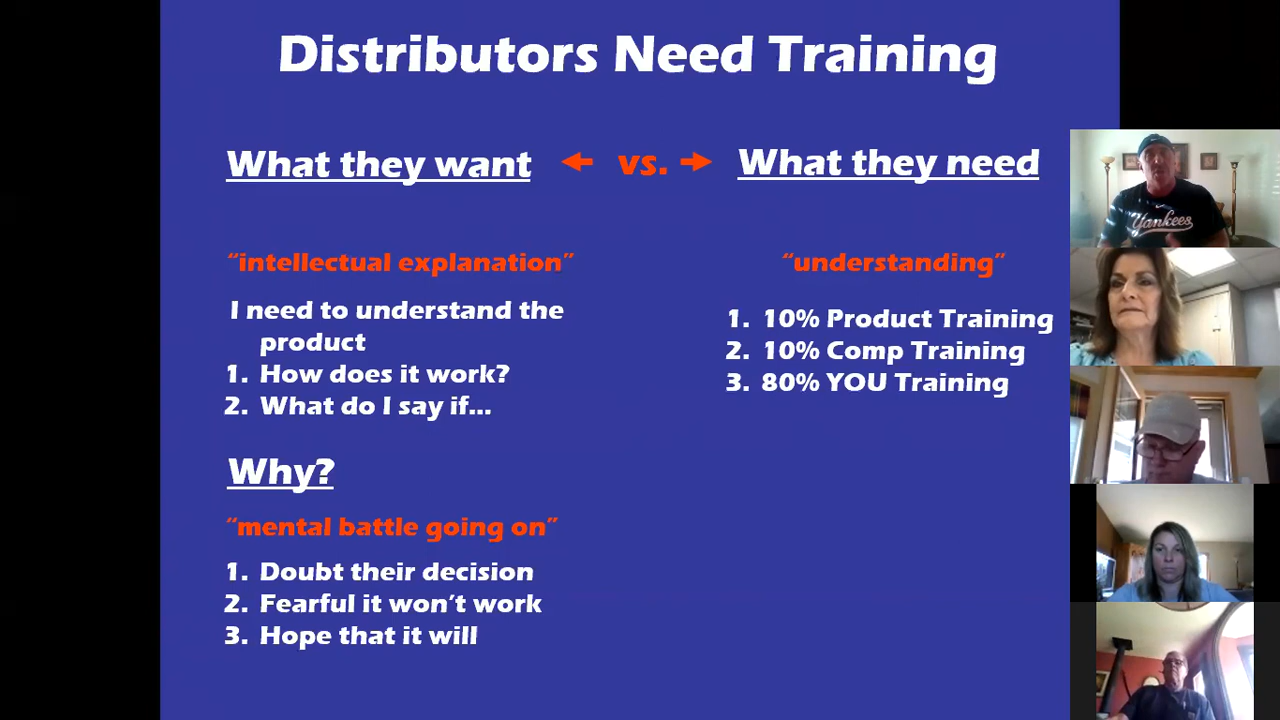 Distributors Need Training
What they want
vs.
What they need
“intellectual explanation”
I need to understand the
product
1. How does it work?
2. What do I say if...
Why?
“mental battle going on”
1. Doubt their decision
2. Fearful it won’t work
3. Hope that it will
“understanding”
1. 10% Product Training
2. 10% Comp Training
3. 80% YOU Training
Yankees